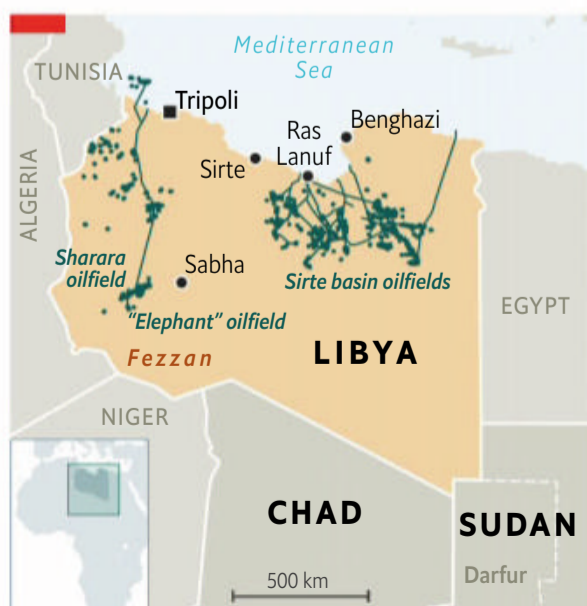 Mediterranean
Sea
TUNISIA
Tripoli
Benghazi
Ras
Lanuf
Sirte
ALGERIA
Sharara
oilfield
Sabha
Sirte basin oilfields
"Elephant" oilfield
EGYPT
Fezzan
LIBYA
NIGER
CHAD
SUDAN
Darfur
500 km